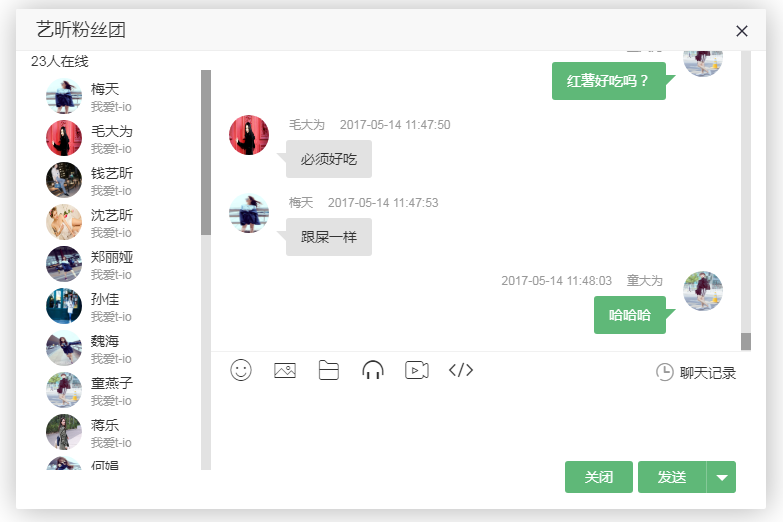 艺昕粉丝团
23人在线
梅天
我爱t-io
毛大为
我爱t-io
钱艺昕
我爱t-io
沈艺昕
我爱t-io
郑丽娅
我爱t-io
孙佳
我爱t-io
魏海
我爱t-io
童燕子
我爱t-io
蒋乐
我爱t-io
何娟
红薯好吃吗？
毛大为 2017-05-14 11:47:50
必须好吃
梅天 2017-05-14 11:47:53
跟屎一样
2017-05-14 11:48:03 童大为
哈哈哈
聊天记录
关闭
发送